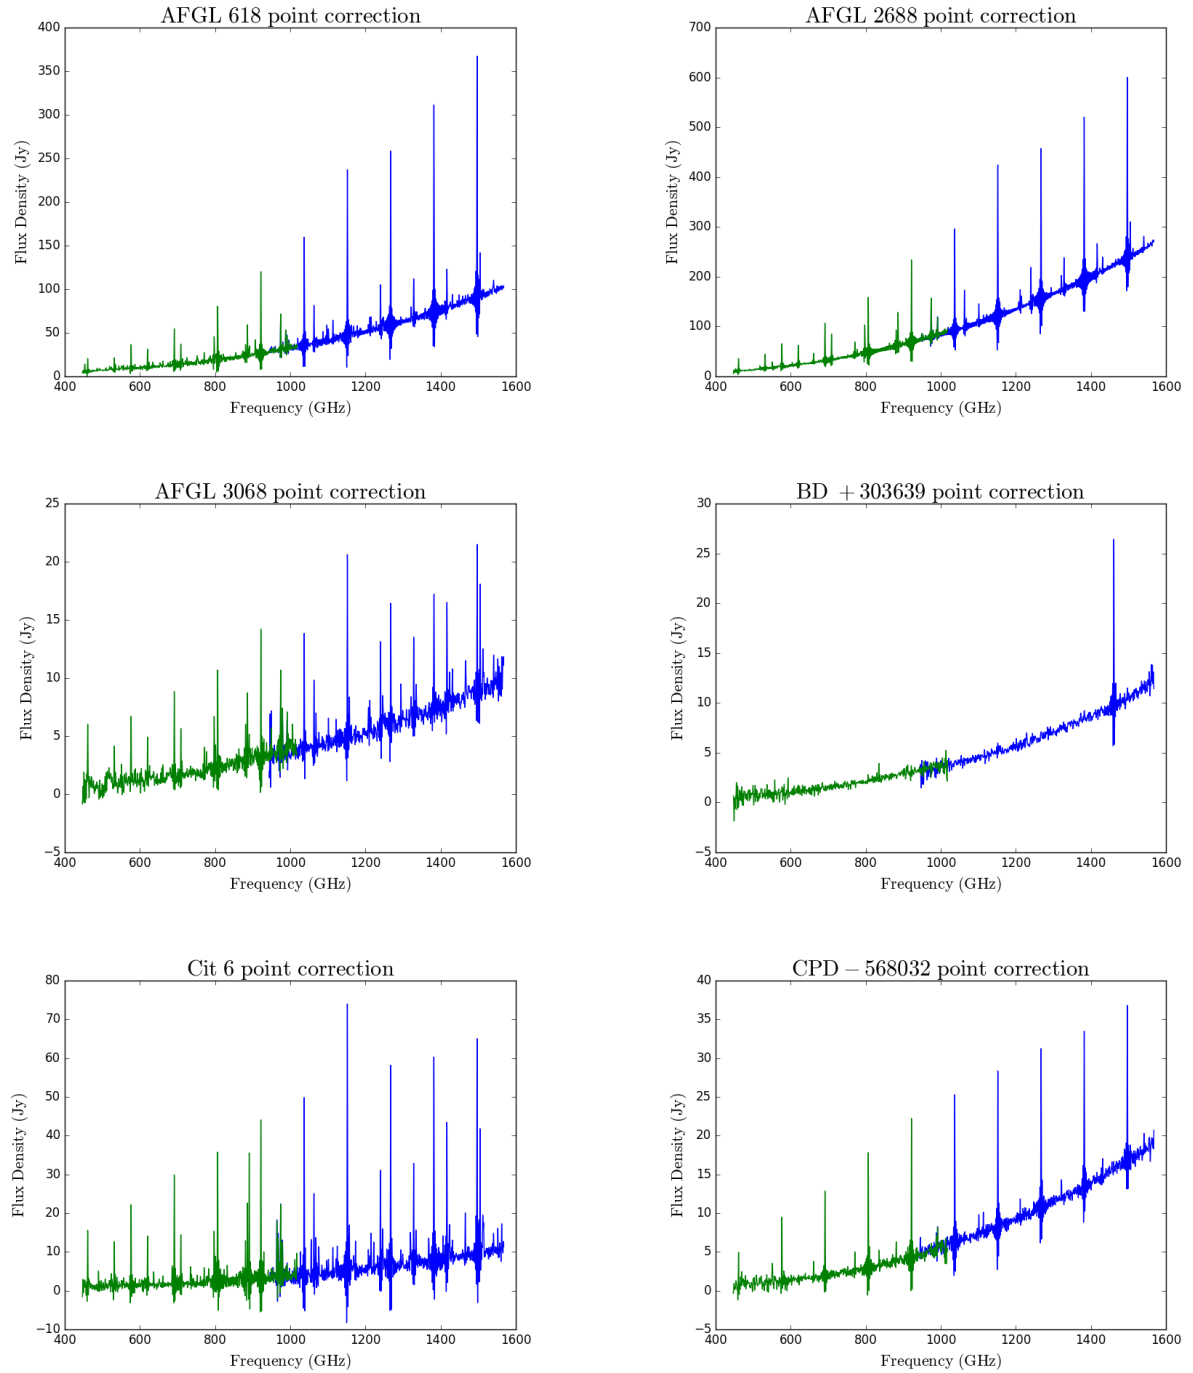 AFGL 618 point correction
400
350
300
250
200
150
100
50
0
400 600 800 1000 1200 1400 1600
Flux Density (Jy)
Frequency (GHz)
AFGL 2688 point correction
700
600
500
400
300
200
100
0
400 600 800 1000 1200 1400 1600
Flux Density (Jy)
Frequency (GHz)
AFGL 3068 point correction
25
20
15
10
5
0
−5
400 600 800 1000 1200 1400 1600
Flux Density (Jy)
Frequency (GHz)
BD +303639 point correction
30
25
20
15
10
5
0
−5
400 600 800 1000 1200 1400 1600
Flux Density (Jy)
Frequency (GHz)
Cit 6 point correction
80
70
60
50
40
30
20
10
0
−10
400 600 800 1000 1200 1400 1600
Flux Density (Jy)
Frequency (GHz)
CPD−568032 point correction
40
35
30
25
20
15
10
5
0
−5
400 600 800 1000 1200 1400 1600
Flux Density (Jy)
Frequency (GHz)